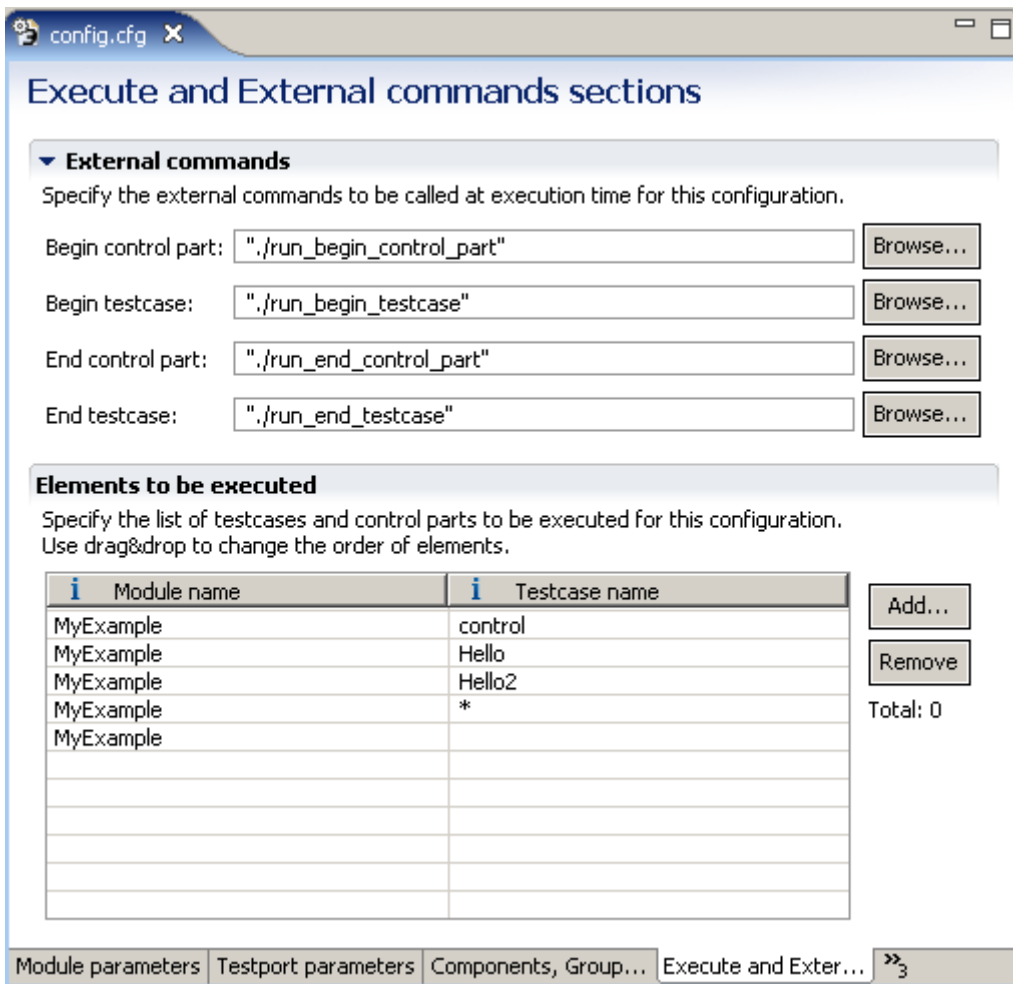 config.cfg
Execute and External commands sections
External commands
Specify the external commands to be called at execution time for this configuration.
Begin control part: "./run_begin_control_part" Browse...
Begin testcase: "./run_begin_testcase" Browse...
End control part: "./run_end_control_part" Browse...
End testcase: "./run_end_testcase" Browse...
Elements to be executed
Specify the list of testcases and control parts to be executed for this configuration.
Use drag&drop to change the order of elements.
i Module name i Testcase name
Add...
MyExample control
MyExample Hello
Remove
MyExample Hello2
MyExample *
Total: 0
MyExample
Module parameters Testport parameters Components, Group... Execute and Exter... »3